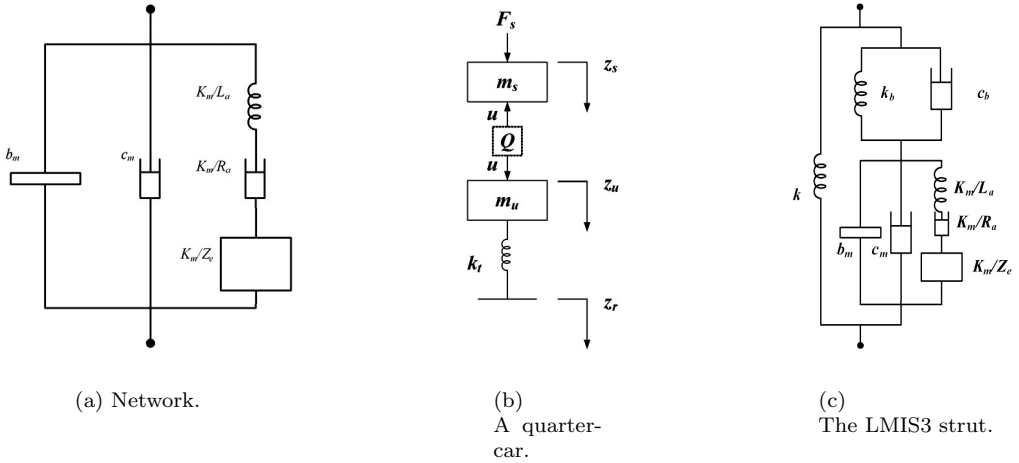 K_m/L_a
b_m
c_m
K_m/R_a
K_m/Z_e
(a) Network.
F_s
z_s
m_s
u
Q
u
z_u
m_u
k_t
z_r
(b)
A quarter-
car.
k_b
c_b
k
K_m/L_a
K_m/R_a
b_m
c_m
K_m/Z_e
(c)
The LMIS3 strut.